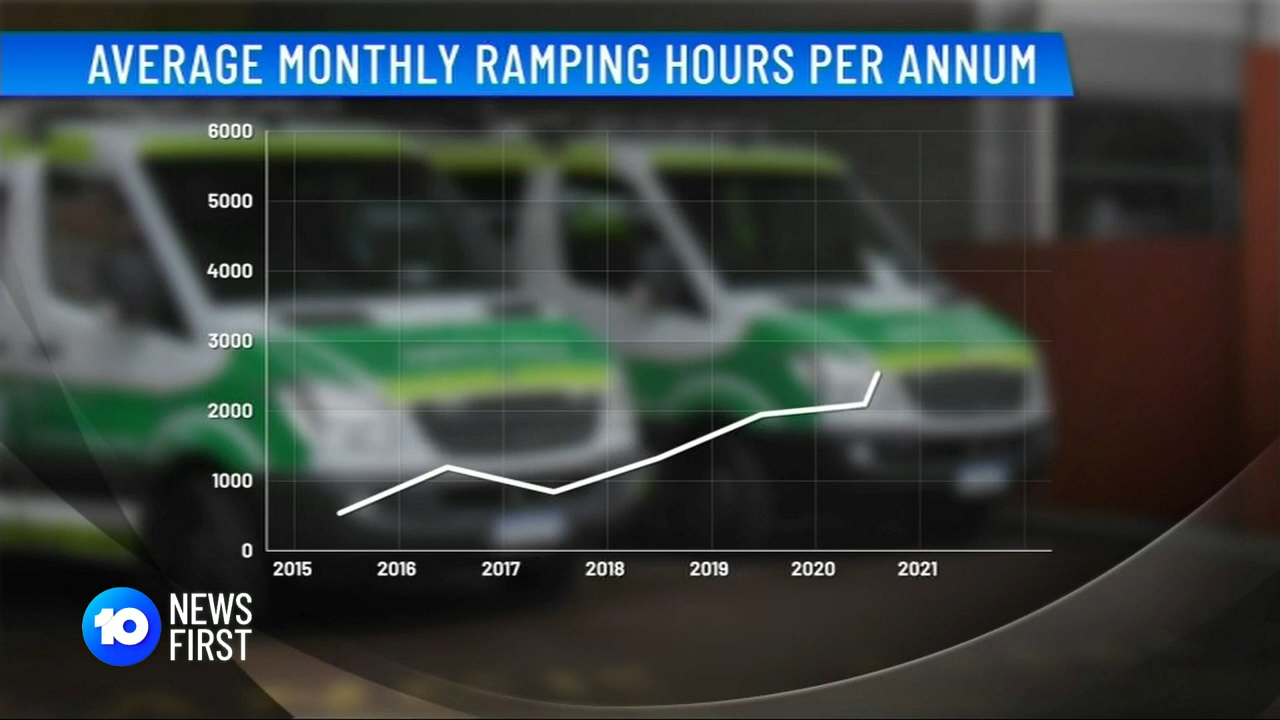 AVERAGE MONTHLY RAMPING HOURS PER ANNUM
6000
5000
4000
3000
2000
1000
0
2015 2016 2017 2018 2019 2020 2021
10 NEWS
FIRST